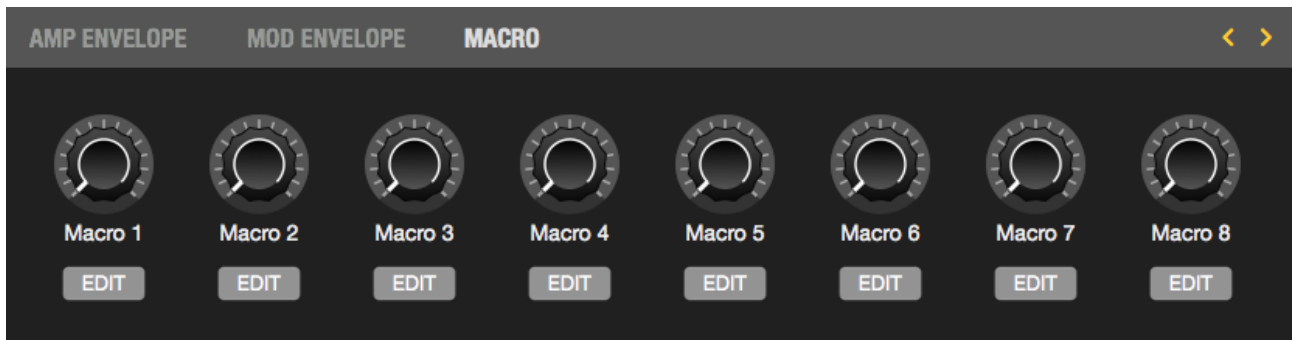 AMP ENVELOPE MOD ENVELOPE MACRO
Macro 1 Macro 2 Macro 3 Macro 4 Macro 5 Macro 6 Macro 7 Macro 8
EDIT EDIT EDIT EDIT EDIT EDIT EDIT EDIT